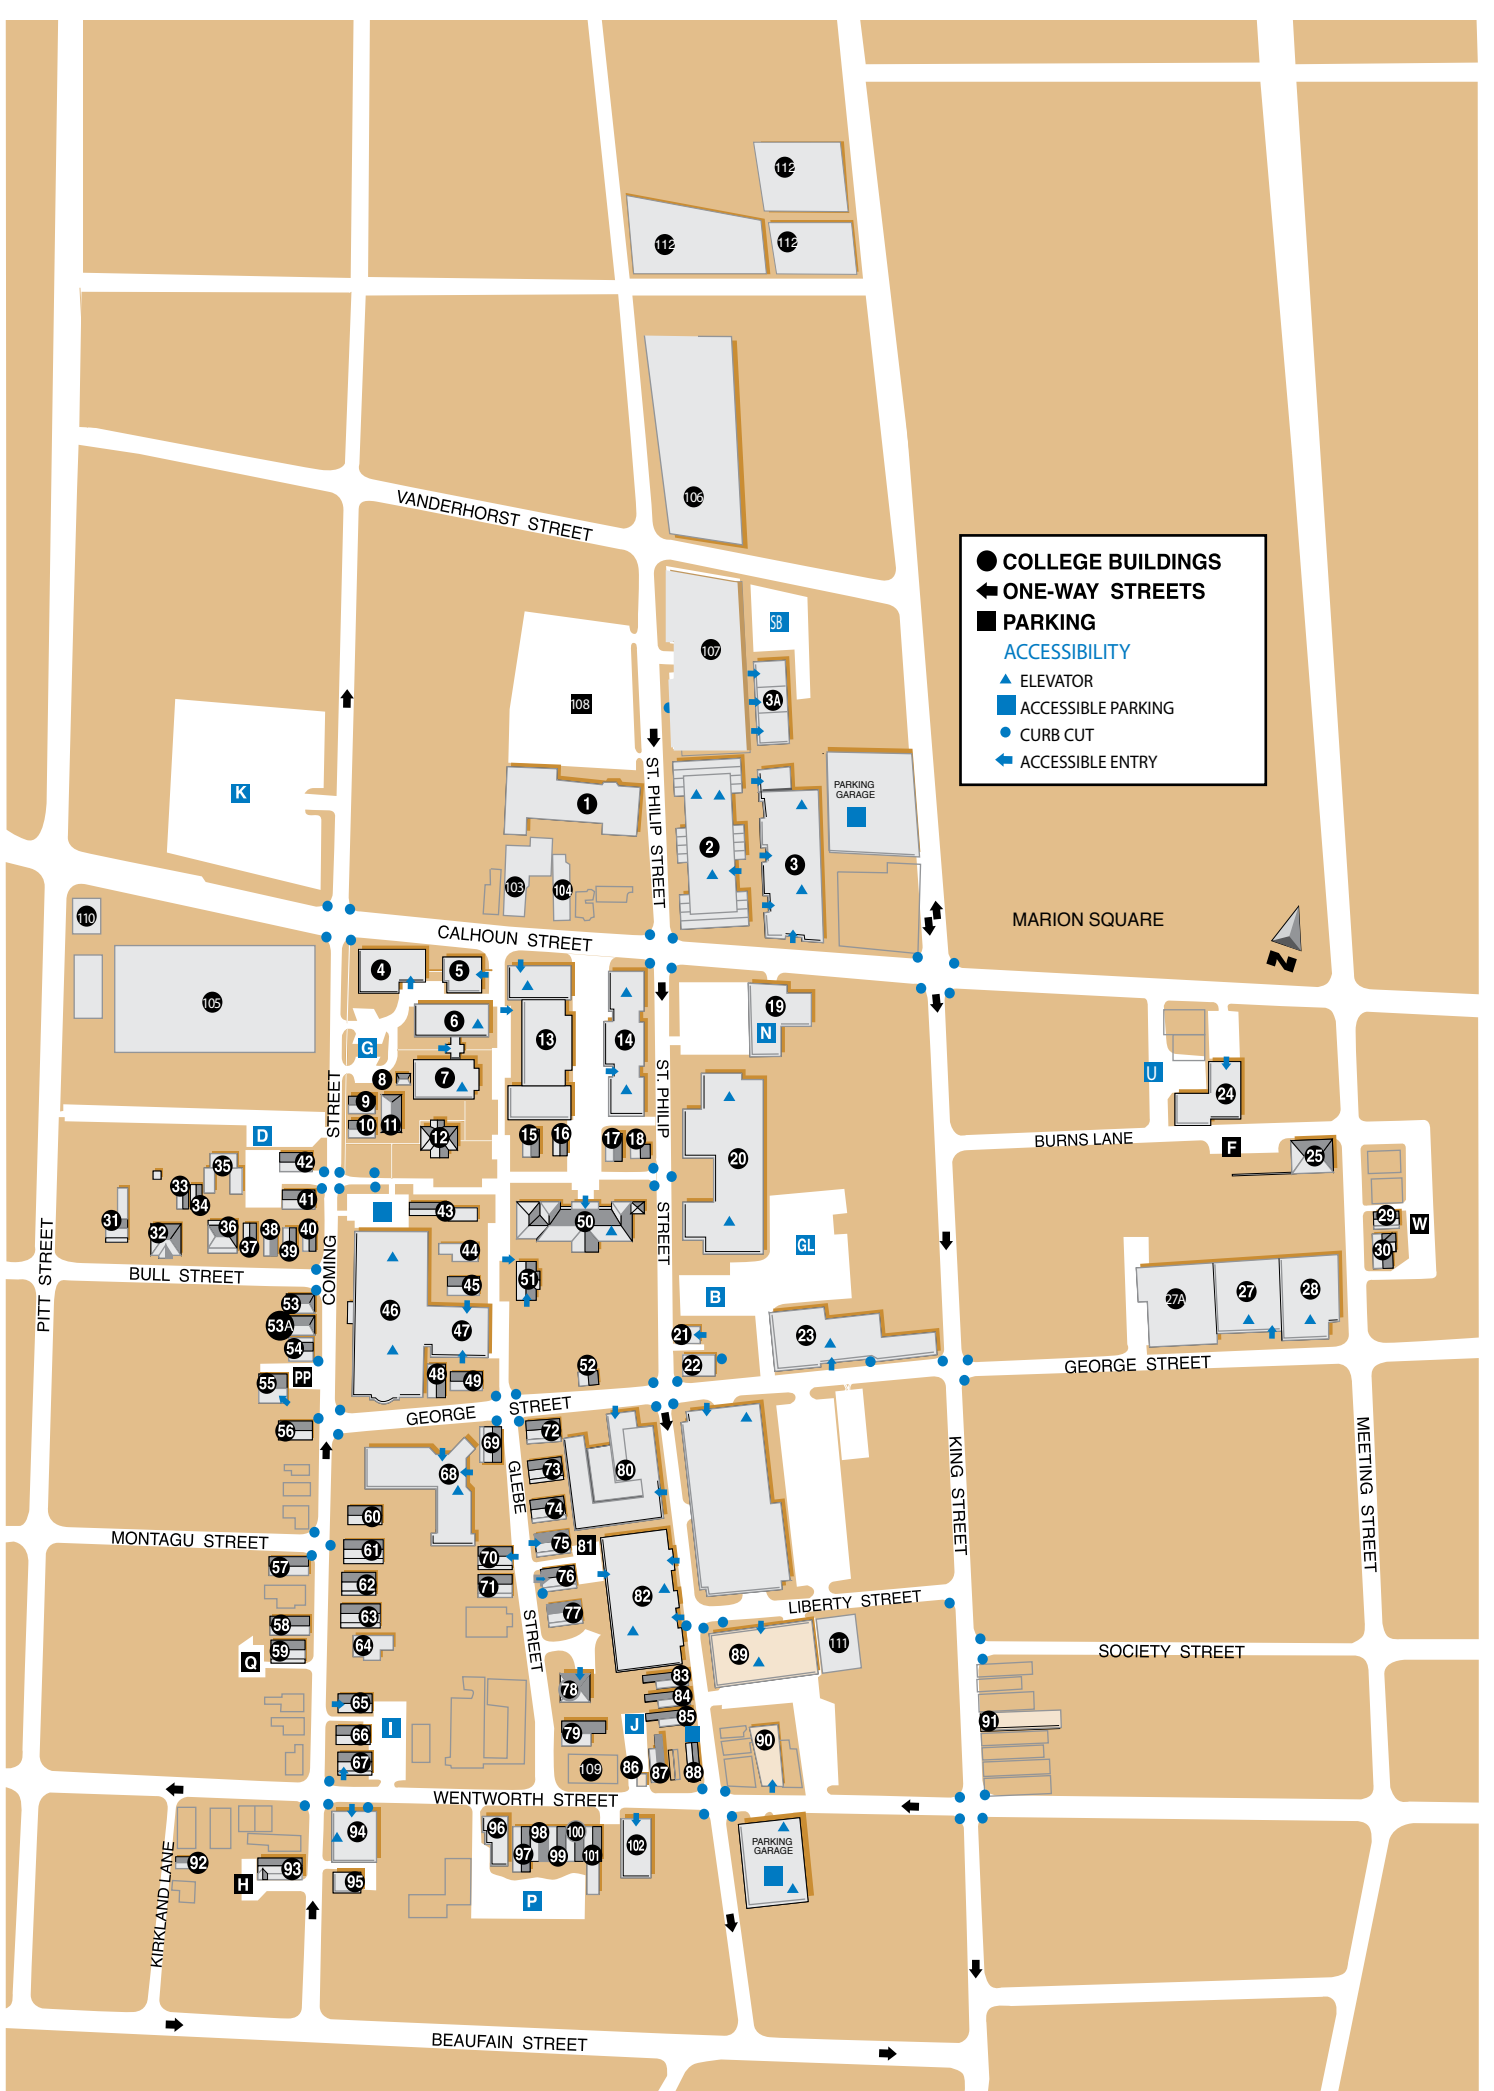 112
112
112
106
VANDERHORST STREET
COLLEGE BUILDINGS
ONE-WAY STREETS
PARKING
ACCESSIBILITY
ELEVATOR
ACCESSIBLE PARKING
CURB CUT
ACCESSIBLE ENTRY
SB
107
108
3A
K
PARKING
GARAGE
1
ST. PHILIP STREET
2
3
103
104
110
CALHOUN STREET
MARION SQUARE
N
4
5
105
6
13
14
19
N
G
7
8
9
10
11
12
STREET
ST. PHILIP
U
24
15
16
17
18
20
BURNS LANE
F
25
D
42
35
33
34
41
31
32
36
37
38
39
40
43
50
STREET
29
W
30
PITT STREET
BULL STREET
COMING
44
45
46
47
51
GL
B
27A
27
28
53
53A
54
PP
55
56
48
49
52
21
22
23
GEORGE STREET
GEORGE
STREET
69
72
68
73
80
GLEBE
KING STREET
MEETING STREET
60
74
MONTAGU STREET
61
57
70
75
81
71
76
62
82
58
63
77
LIBERTY STREET
59
64
Q
STREET
89
111
SOCIETY STREET
65
78
83
84
85
I
J
66
79
90
91
67
109
86
87
88
WENTWORTH STREET
94
96
98
100
97
99
101
102
PARKING
GARAGE
KIRKLAND LANE
92
93
H
95
P
BEAUFAIN STREET